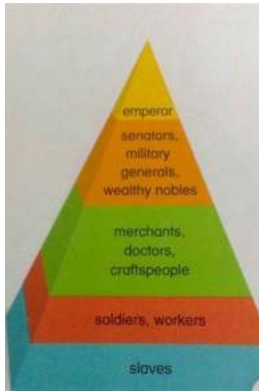 emperor
senators,
military
generals,
wealthy nobles
merchants,
doctors,
craftspeople
soldiers, workers
slaves